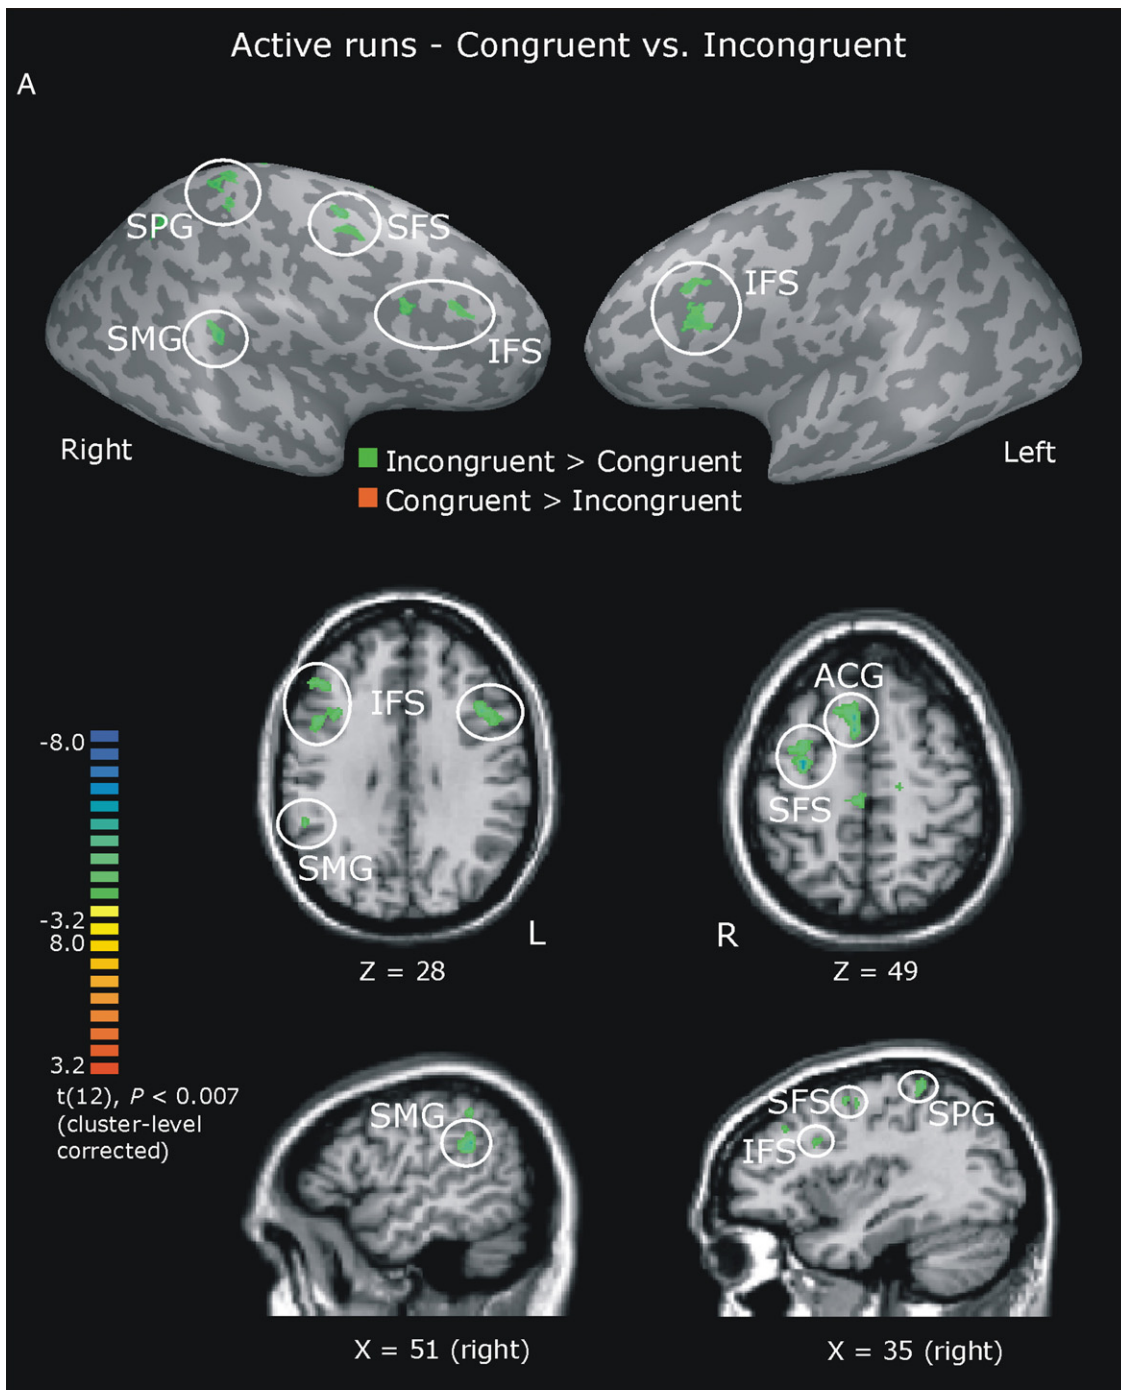 Active runs - Congruent vs. Incongruent
A
SPG
SFS
IFS
SMG
IFS
Right
Left
Incongruent > Congruent
Congruent > Incongruent
ACG
IFS
SFS
SMG
L
R
Z = 28
Z = 49
-8.0
-3.2
8.0
3.2
t(12), P < 0.007
(cluster-level
corrected)
SMG
SFS
SPG
IFS
X = 51 (right)
X = 35 (right)